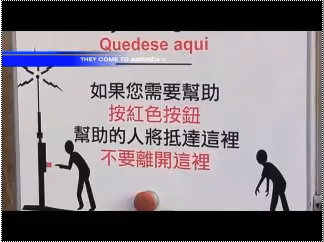 Quedese aqui
THEY COME TO AMERICA
如果您需要幫助
按紅色按鈕
幫助的人將抵達這裡
不要離開這裡